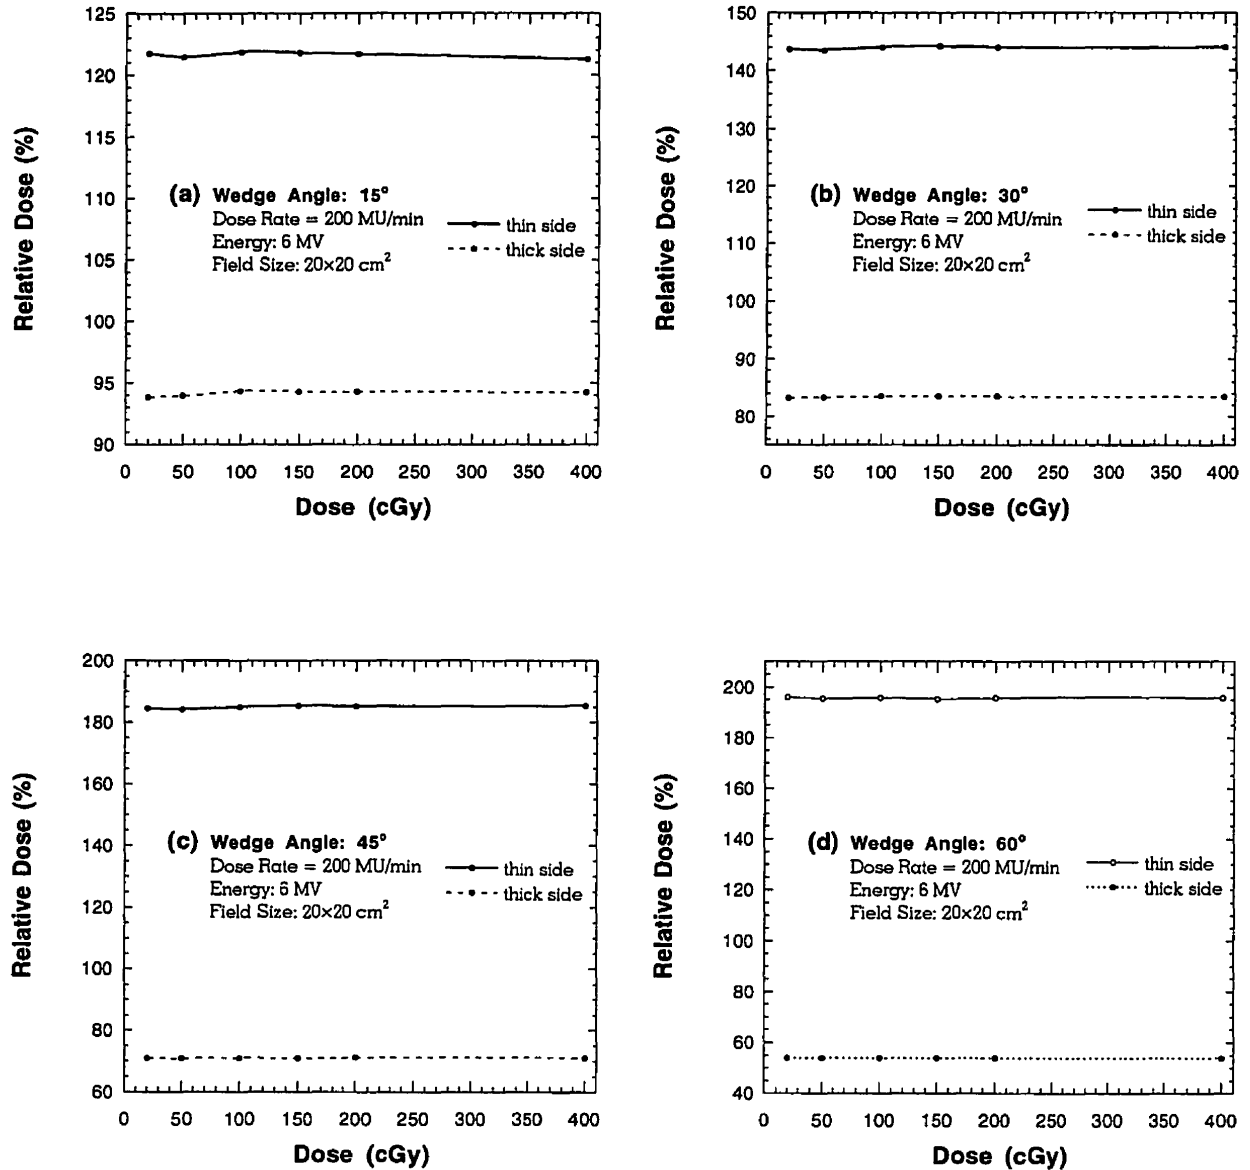 125
120
115
110
105
100
95
90
Relative Dose (%)
(a) Wedge Angle: 15°
Dose Rate = 200 MU/min
Energy: 6 MV
Field Size: 20×20 cm²
thin side
thick side
0 50 100 150 200 250 300 350 400
Dose (cGy)
150
140
130
120
110
100
90
80
Relative Dose (%)
(b) Wedge Angle: 30°
Dose Rate = 200 MU/min
Energy: 6 MV
Field Size: 20×20 cm²
thin side
thick side
0 50 100 150 200 250 300 350 400
Dose (cGy)
200
180
160
140
120
100
80
60
Relative Dose (%)
(c) Wedge Angle: 45°
Dose Rate = 200 MU/min
Energy: 6 MV
Field Size: 20×20 cm²
thin side
thick side
0 50 100 150 200 250 300 350 400
Dose (cGy)
200
180
160
140
120
100
80
60
40
Relative Dose (%)
(d) Wedge Angle: 60°
Dose Rate = 200 MU/min
Energy: 6 MV
Field Size: 20×20 cm²
thin side
thick side
0 50 100 150 200 250 300 350 400
Dose (cGy)